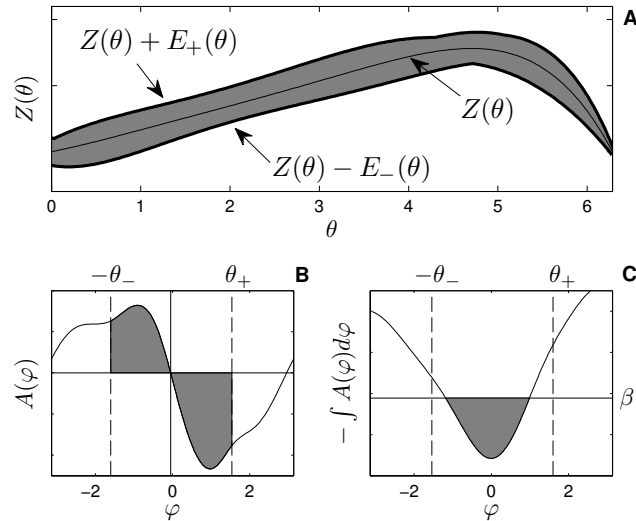 A
Z(θ) + E₊(θ)
Z(θ)
Z(θ)
Z(θ) − E₋(θ)
0 1 2 3 4 5 6
θ
−θ₋ θ₊ B
A(φ)
−2 0 2
φ
−θ₋ θ₊ C
− ∫ A(φ)dφ
β
−2 0 2
φ